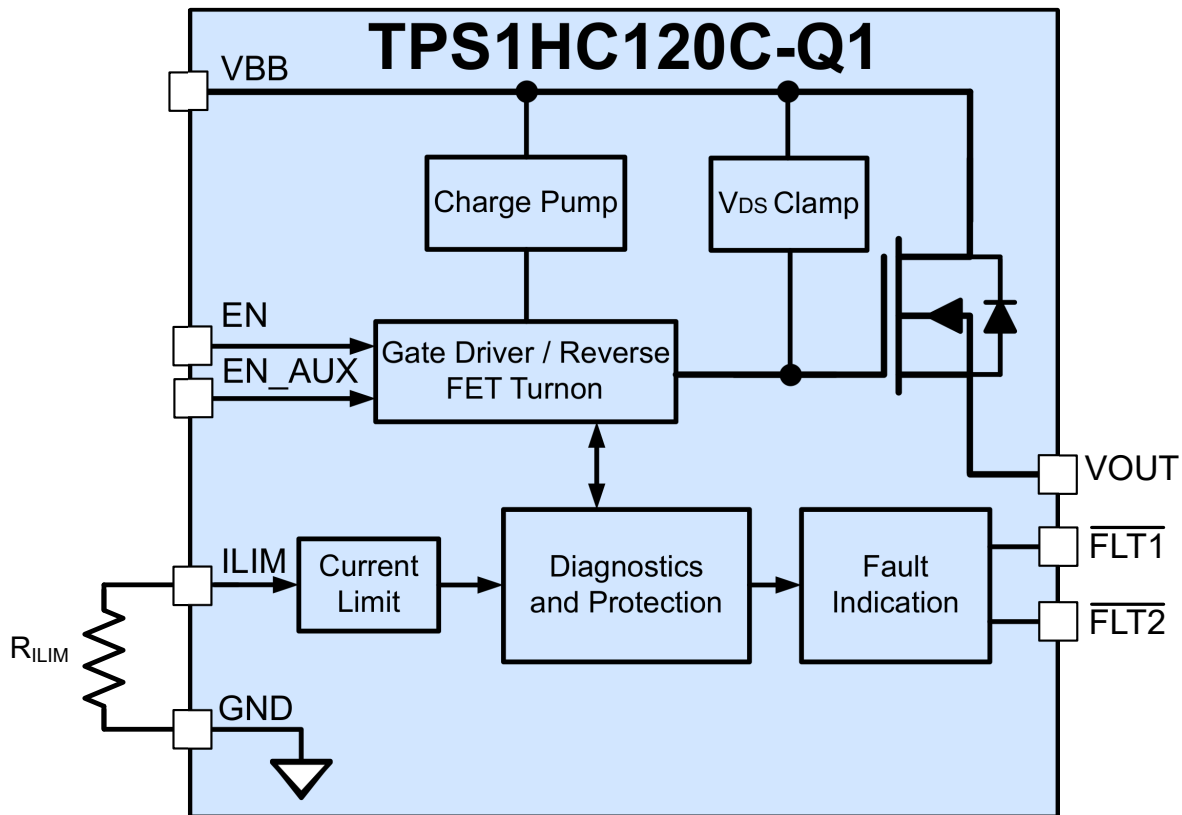 TPS1HC120C-Q1
VBB
Charge Pump
VDS Clamp
EN
EN_AUX
Gate Driver / Reverse
FET Turnon
VOUT
ILIM
Current
Limit
Diagnostics
and Protection
Fault
Indication
FLT1
FLT2
RILIM
GND